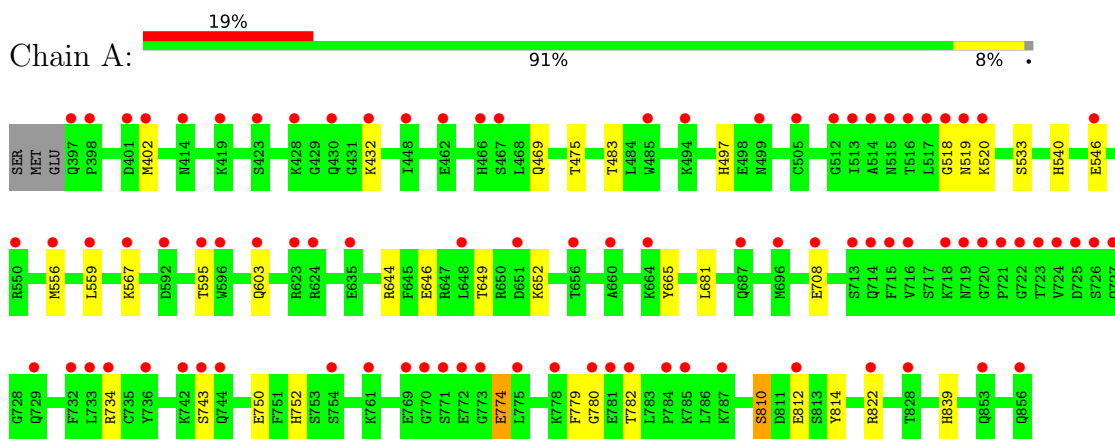 19%
Chain A:
91% 8% •
SER MET GLU Q397 P398 D401 M402 N414 K419 S423 K428 G429 Q430 G431 K432 I448 E462 H466 S467 L468 Q469 T475 T483 L484 W485 K494 H497 E498 N499 C505 G512 I513 A514 N515 T516 L517 G518 N519 K520 S533 H540 E546
R550 M556 L559 K567 D592 T595 W596 Q603 R623 R624 E635 R644 F645 E646 R647 L648 T649 R650 D651 K652 T656 A660 K664 Y665 L681 Q687 M696 E708 S713 Q714 F715 V716 S717 K718 N719 G720 P721 G722 T723 V724 D725 S726
G728 Q729 F732 L733 R734 C735 Y736 K742 S743 Q744 E750 F751 H752 S753 S754 K761 E769 G770 S771 E772 G773 E774 L775 K778 F779 G780 E781 T782 L783 P784 K785 L786 K787 S810 D811 E812 S813 Y814 R822 T828 H839 Q853 Q856